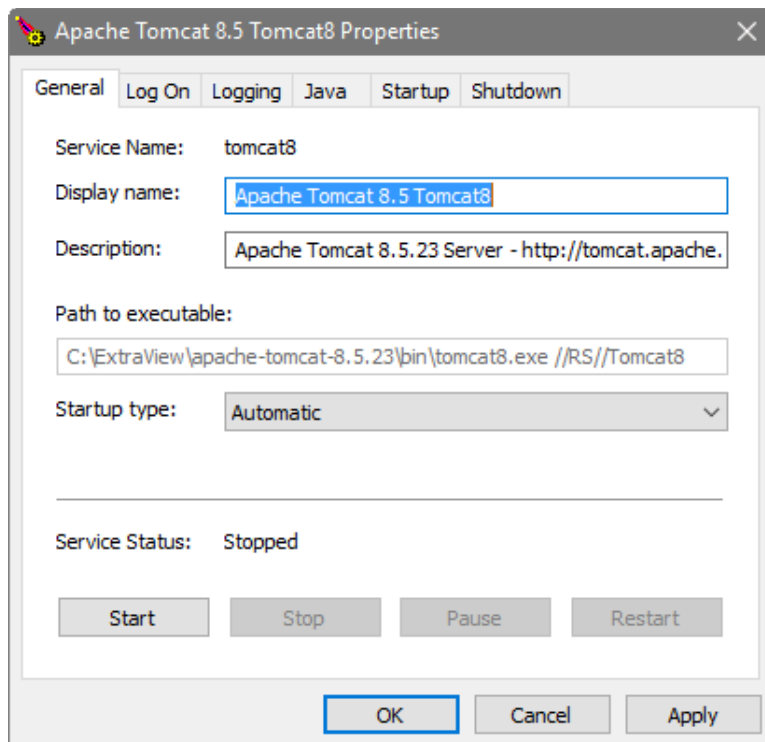 Apache Tomcat 8.5 Tomcat8 Properties
General Log On Logging Java Startup Shutdown
Service Name: tomcat8
Display name: Apache Tomcat 8.5 Tomcat8
Description: Apache Tomcat 8.5.23 Server - http://tomcat.apache.
Path to executable:
C:\ExtraView\apache-tomcat-8.5.23\bin\tomcat8.exe //RS//Tomcat8
Startup type: Automatic
Service Status: Stopped
Start Stop Pause Restart
OK Cancel Apply